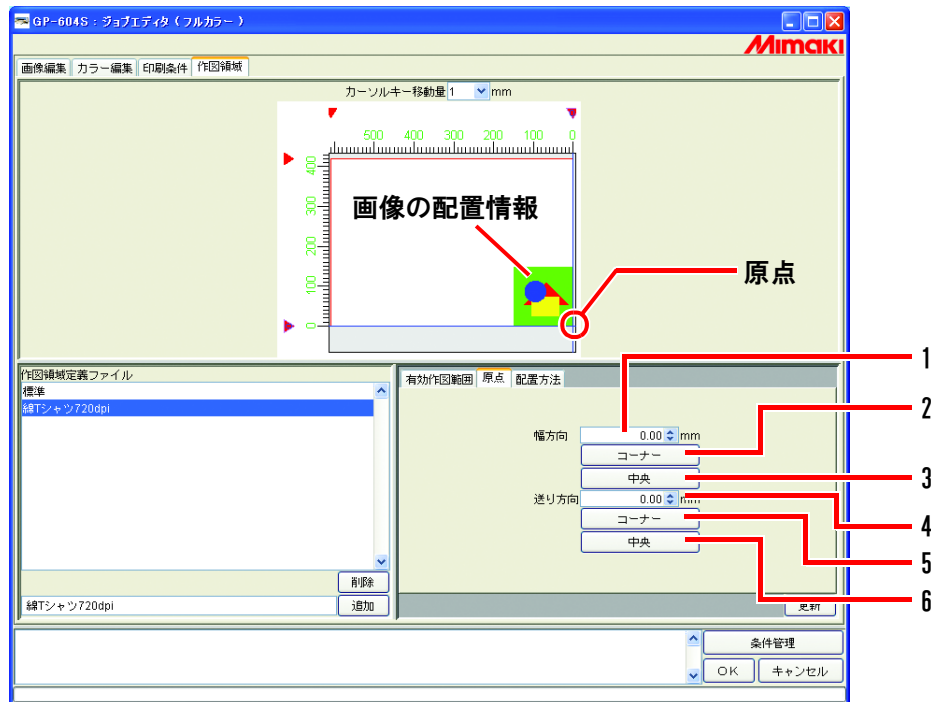 GP-604S : ジョブエディタ ( フルカラー )
Mimaki
画像編集 カラー編集 印刷条件 作図領域
カーソルキー移動量 1 mm
500 400 300 200 100 0
400
300
200
100
0
画像の配置情報
原点
作図領域定義ファイル
標準
綿Tシャツ720dpi
削除
綿Tシャツ720dpi
追加
有効作図範囲 原点 配置方法
幅方向 0.00 mm
コーナー
中央
送り方向 0.00 mm
コーナー
中央
更新
1
2
3
4
5
6
条件管理
OK キャンセル